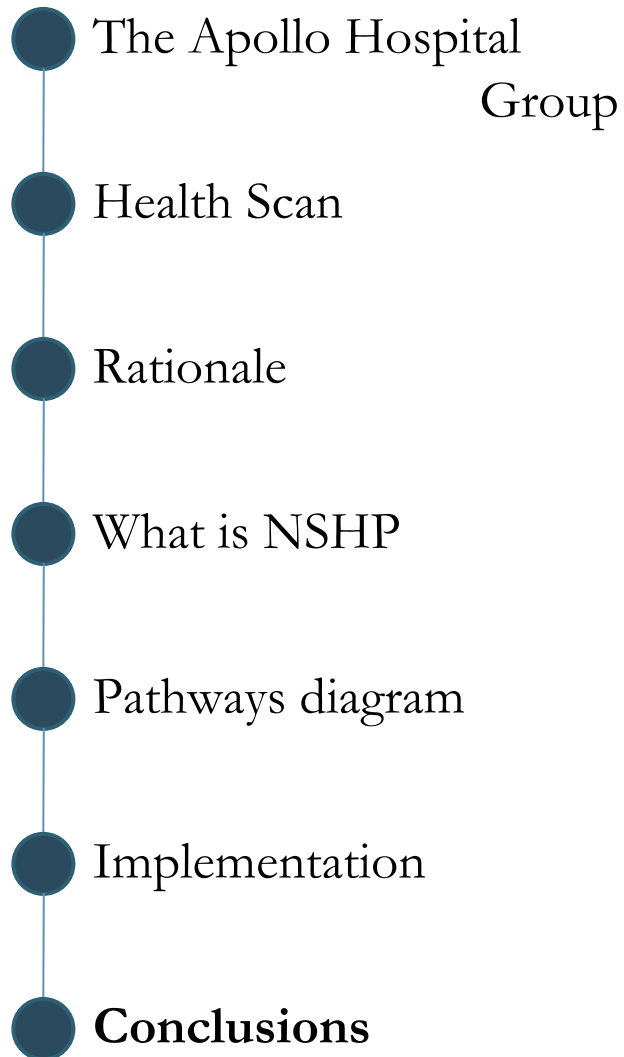 The Apollo Hospital
Group
Health Scan
Rationale
What is NSHP
Pathways diagram
Implementation
Conclusions